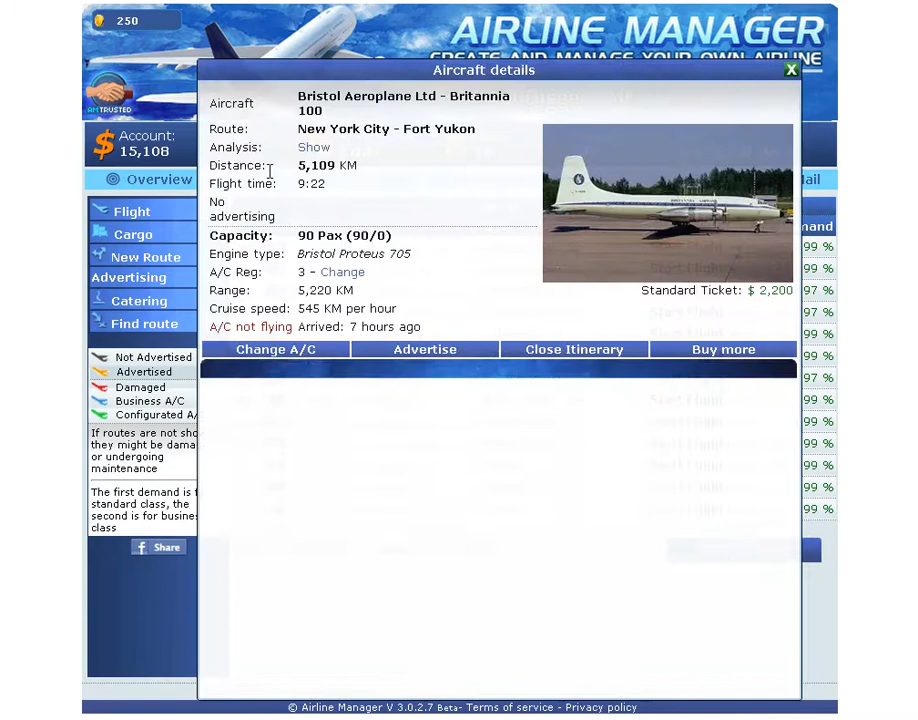 250
AIRLINE MANAGER
CREATE AND MANAGE YOUR OWN AIRLINE
AM TRUSTED
Account:
15,108
Overview
ail
Aircraft details
X
Aircraft
Bristol Aeroplane Ltd - Britannia
100
Route: New York City - Fort Yukon
Analysis: Show
Distance: 5,109 KM
Flight time: 9:22
No
advertising
Capacity: 90 Pax (90/0)
Engine type: Bristol Proteus 705
A/C Reg: 3 - Change
Range: 5,220 KM
Standard Ticket: $ 2,200
Cruise speed: 545 KM per hour
A/C not flying Arrived: 7 hours ago
Change A/C
Advertise
Close Itinerary
Buy more
Flight
Cargo
New Route
Advertising
Catering
Find route
Not Advertised
Advertised
Damaged
Business A/C
Configurated A/
If routes are not sho
they might be dama
or undergoing
maintenance
The first demand is f
standard class, the
second is for busine
class
Share
mand
99 %
99 %
97 %
97 %
99 %
99 %
97 %
99 %
99 %
99 %
99 %
99 %
99 %
© Airline Manager V 3.0.2.7 Beta- Terms of service - Privacy policy